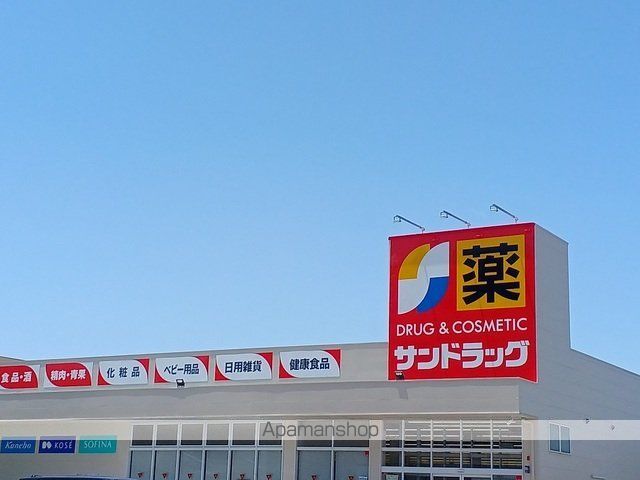 薬
DRUG & COSMETIC
サンドラッグ
食品・酒
精肉・青果
化粧品
ベビー用品
日用雑貨
健康食品
Kanebo
KOSÉ
SOFINA
Apamanshop